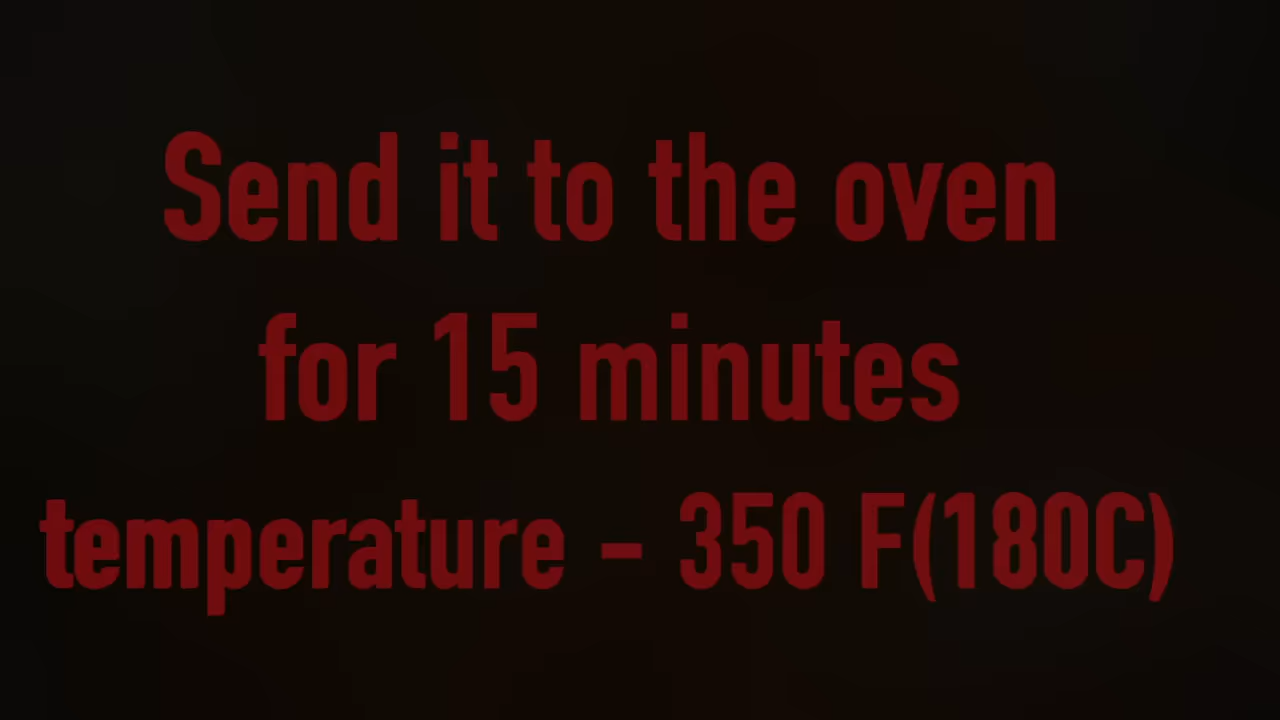 Send it to the oven
for 15 minutes
temperature - 350 F(180C)